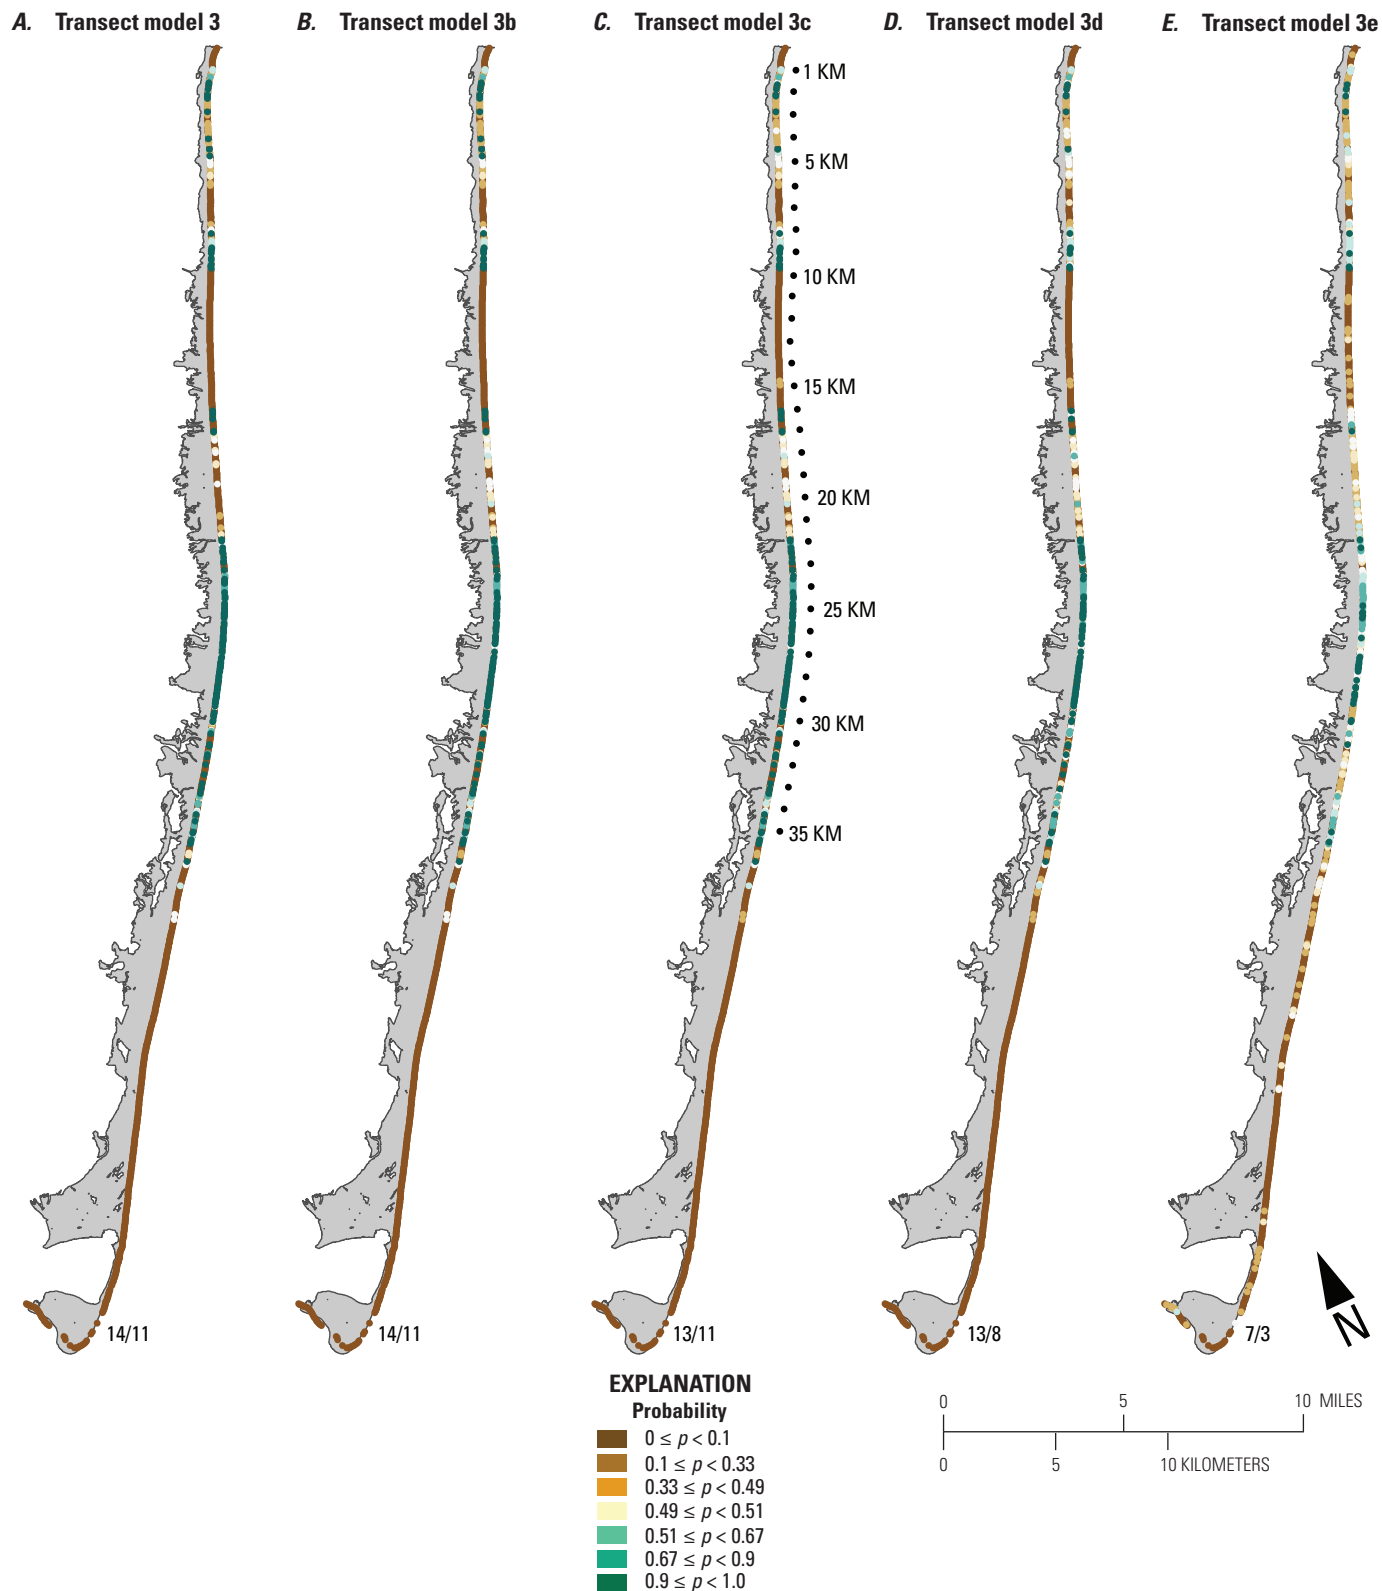 A. Transect model 3
B. Transect model 3b
C. Transect model 3c
D. Transect model 3d
E. Transect model 3e
1 KM
5 KM
10 KM
15 KM
20 KM
25 KM
30 KM
35 KM
14/11
14/11
13/11
13/8
7/3
N
EXPLANATION
Probability
0 ≤ p < 0.1
0.1 ≤ p < 0.33
0.33 ≤ p < 0.49
0.49 ≤ p < 0.51
0.51 ≤ p < 0.67
0.67 ≤ p < 0.9
0.9 ≤ p < 1.0
0 5 10 MILES
0 5 10 KILOMETERS